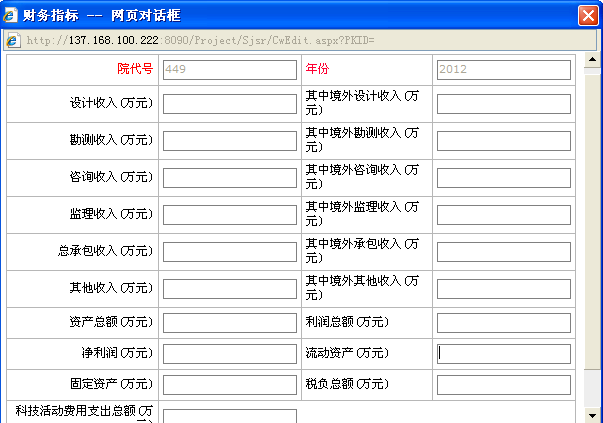 财务指标 -- 网页对话框
http://137.168.100.222:8090/Project/Sjsr/CwEdit.aspx?PKID=
院代号 449 年份 2012
设计收入(万元) 其中境外设计收入(万
元)
勘测收入(万元) 其中境外勘测收入(万
元)
咨询收入(万元) 其中境外咨询收入(万
元)
监理收入(万元) 其中境外监理收入(万
元)
总承包收入(万元) 其中境外承包收入(万
元)
其他收入(万元) 其中境外其他收入(万
元)
资产总额(万元) 利润总额(万元)
净利润(万元) 流动资产(万元)
固定资产(万元) 税负总额(万元)
科技活动费用支出总额(万